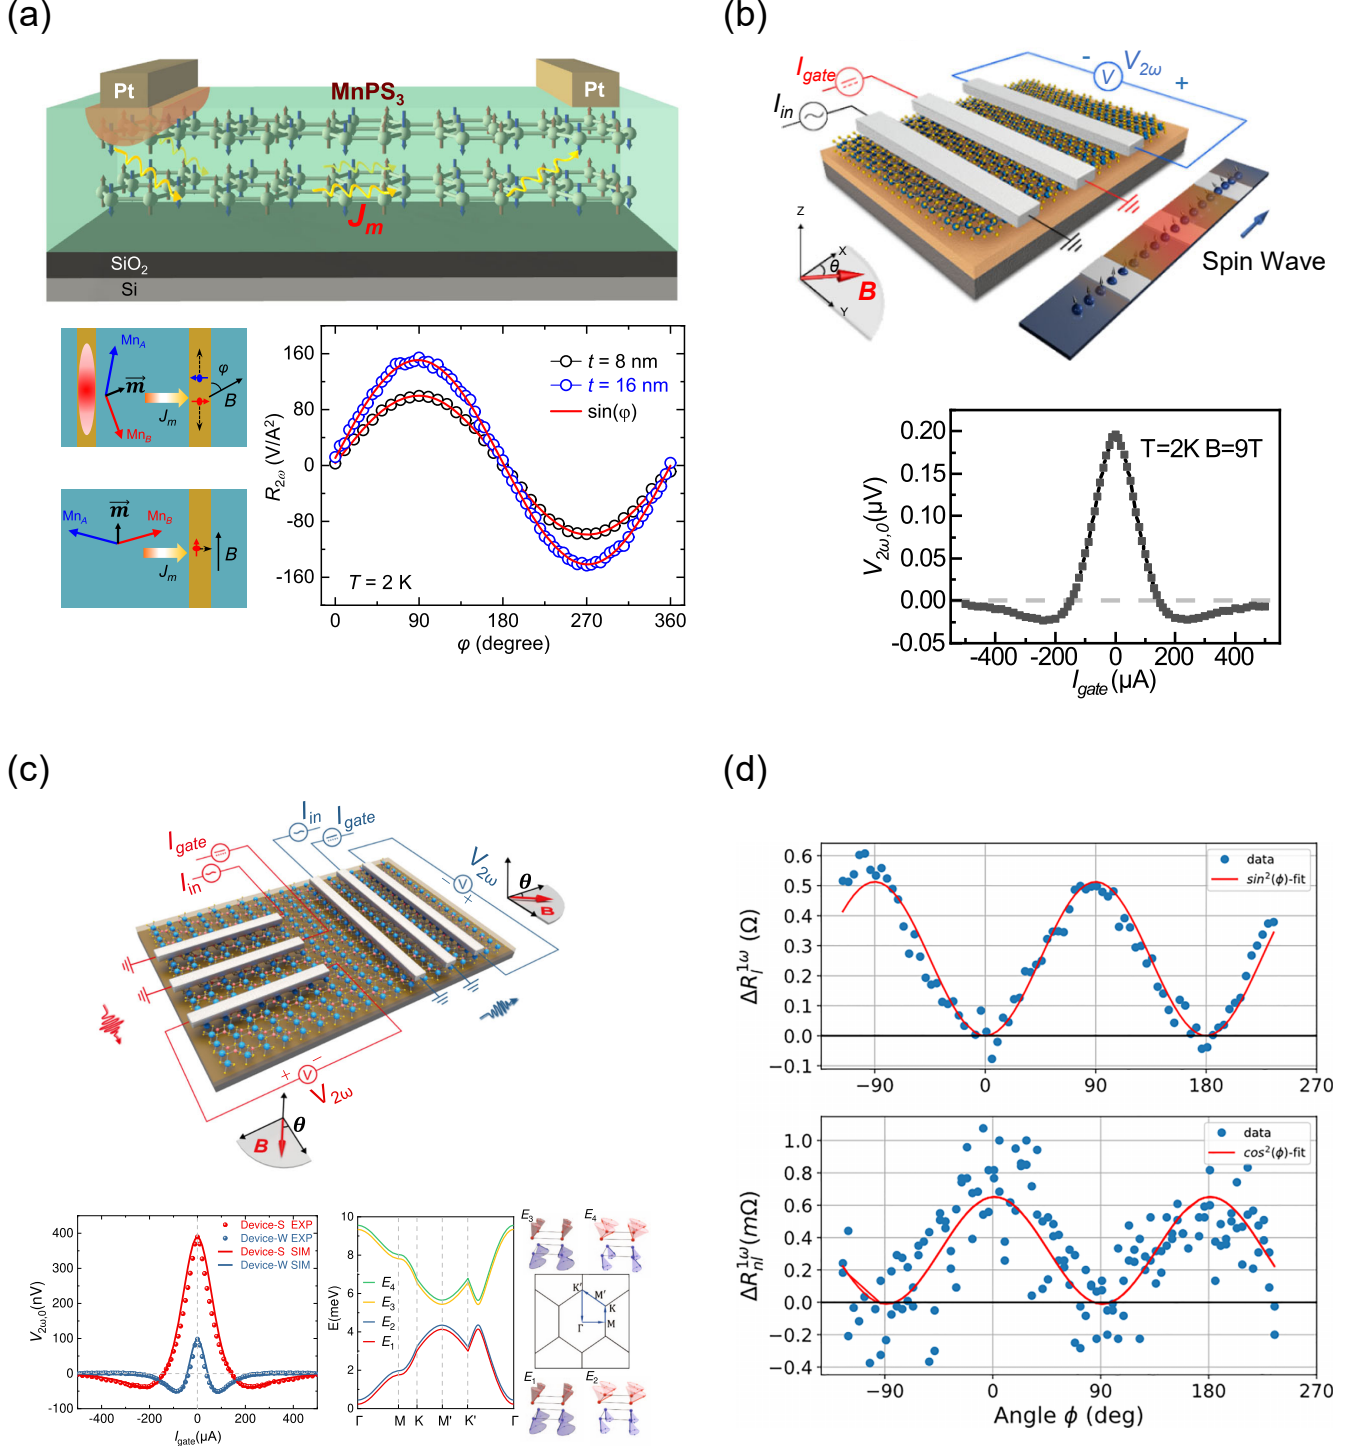 (a)
Pt
MnPS3
Pt
Jm
SiO2
Si
MnA
m
MnB
Jm
φ
B
MnA
m
MnB
Jm
B
R2ω (V/A2)
160
80
0
-80
-160
t = 8 nm
t = 16 nm
sin(φ)
T = 2 K
0 90 180 270 360
φ (degree)
(b)
Igate
Iin
- V V2ω +
Z
X
θ
B
Y
Spin Wave
V2ω,0(μV)
0.20
0.15
0.10
0.05
0.00
-0.05
T=2K B=9T
-400 -200 0 200 400
Igate(μA)
(c)
Iin
Igate
Igate
Iin
V2ω
- V +
θ
B
+ V −
V2ω
θ
B
V2ω,0(nV)
400
300
200
100
0
-100
Device-S EXP
Device-W EXP
Device-S SIM
Device-W SIM
-400 -200 0 200 400
Igate(μA)
E(meV)
10
8
6
4
2
0
E4
E3
E2
E1
Γ M K M' K' Γ
E3 E4
K'
M'
K
Γ M
E1 E2
(d)
ΔRl1ω (Ω)
0.6
0.5
0.4
0.3
0.2
0.1
0.0
−0.1
data
sin2(ϕ)-fit
−90 0 90 180 270
ΔRnl1ω(mΩ)
1.0
0.8
0.6
0.4
0.2
0.0
−0.2
−0.4
data
cos2(ϕ)-fit
−90 0 90 180 270
Angle ϕ (deg)